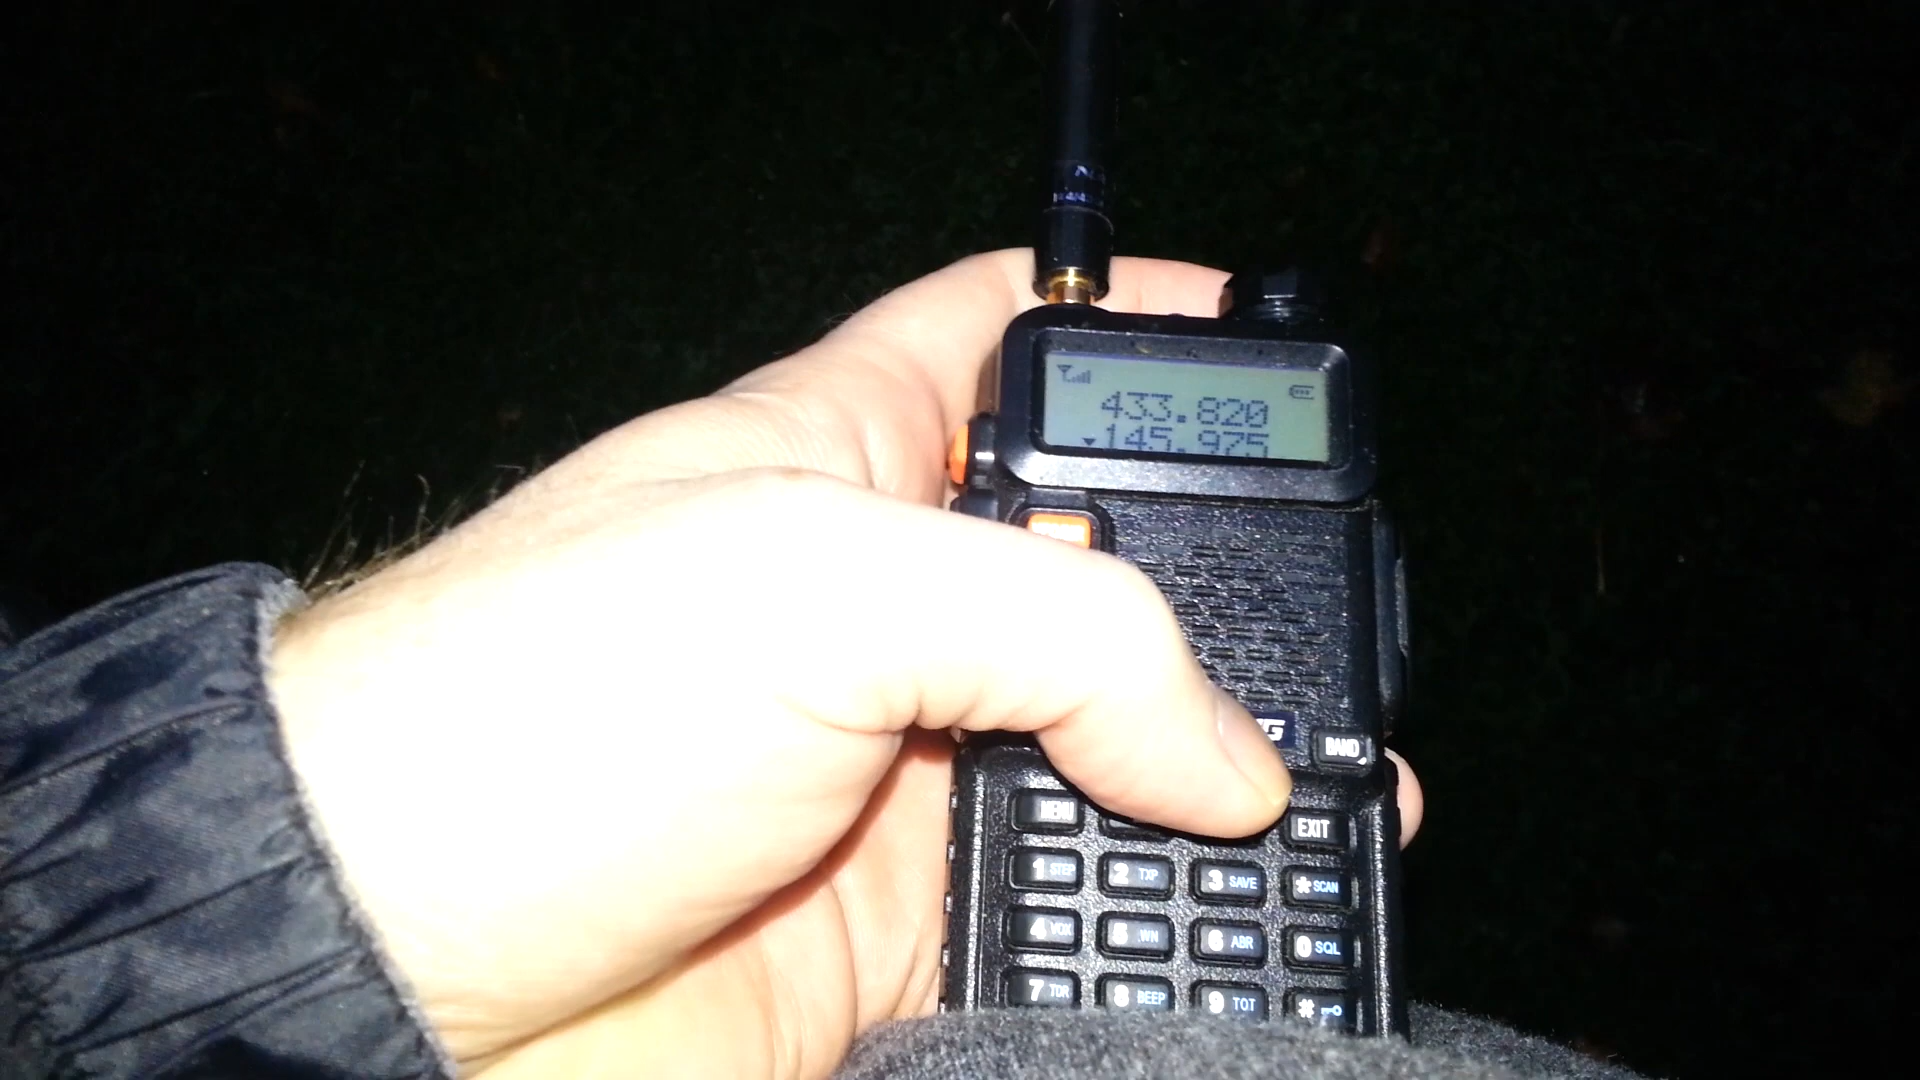 433.820
145.975
BAND
MENU
EXIT
1 STEP
2 TXP
3 SAVE
* SCAN
4 VOX
5 WN
6 ABR
0 SQL
7 TDR
8 BEEP
9 TOT
#